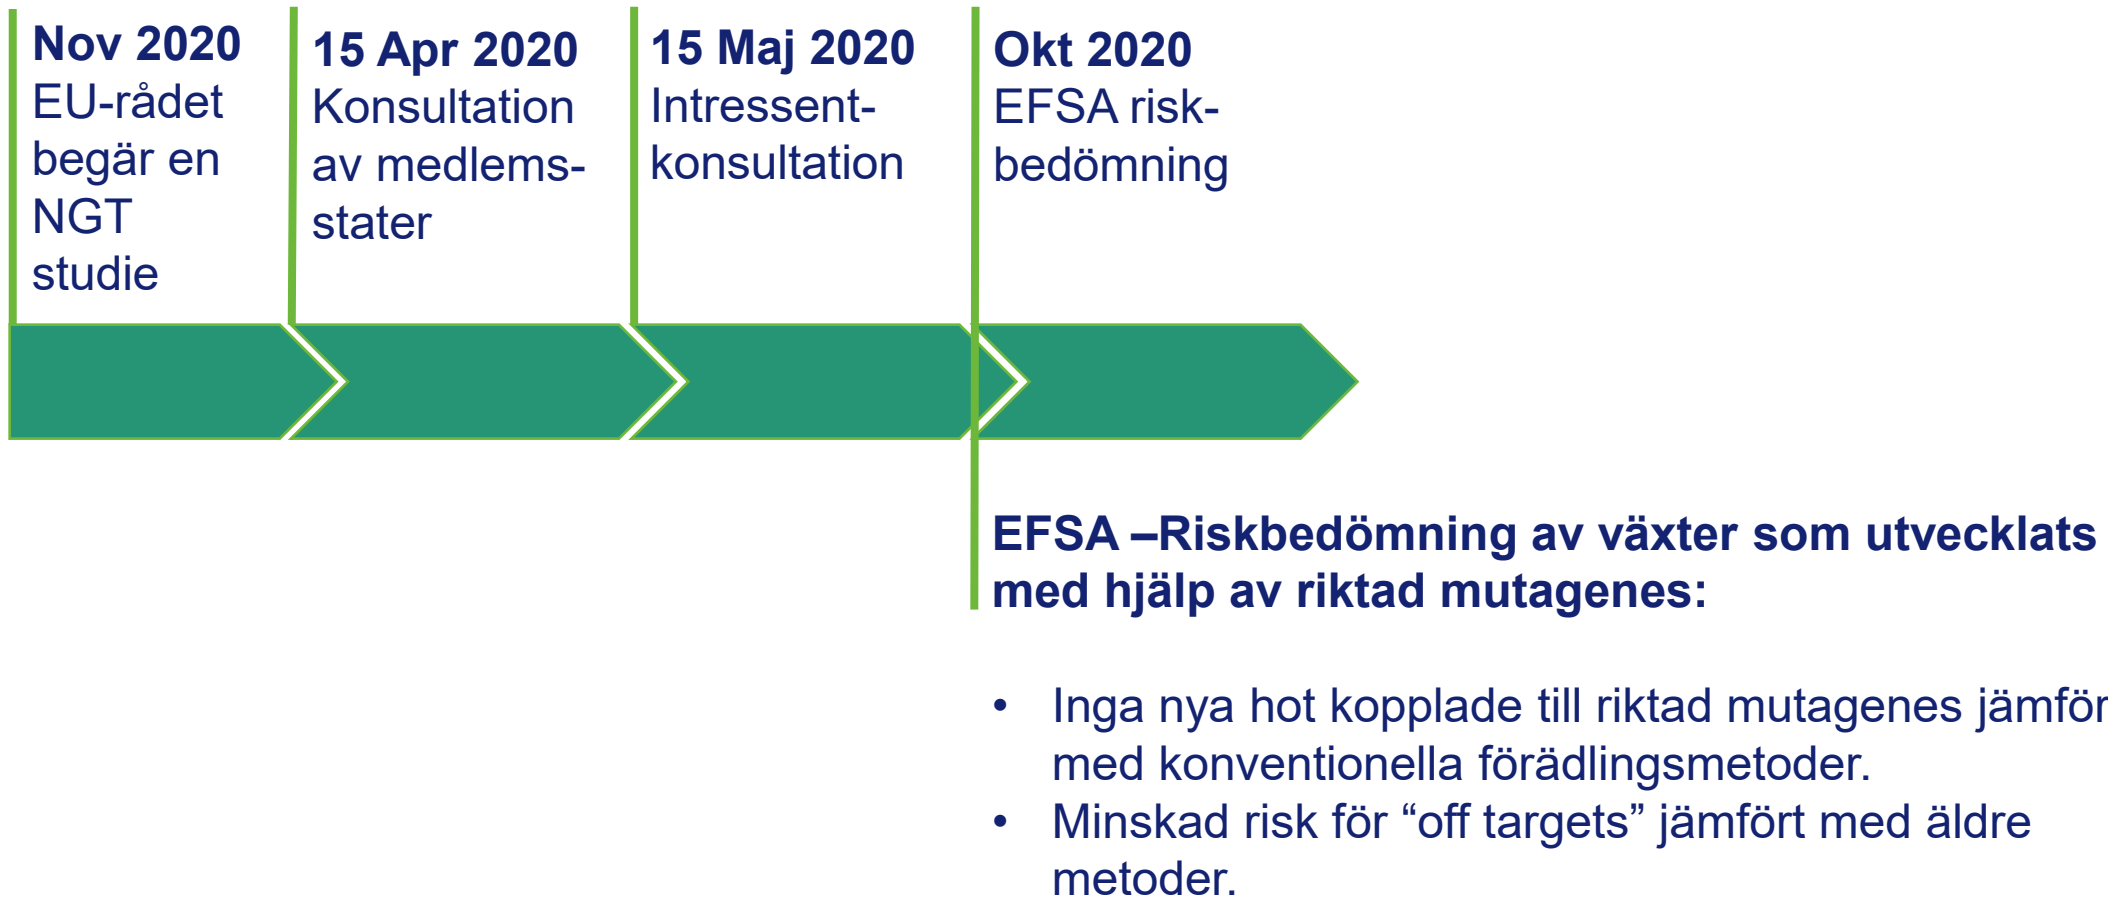 Nov 2020
EU-rådet
begär en
NGT
studie
15 Apr 2020
Konsultation
av medlems-
stater
15 Maj 2020
Intressent-
konsultation
Okt 2020
EFSA risk-
bedömning
EFSA –Riskbedömning av växter som utvecklats
med hjälp av riktad mutagenes:
• Inga nya hot kopplade till riktad mutagenes jämför
med konventionella förädlingsmetoder.
• Minskad risk för “off targets” jämfört med äldre
metoder.